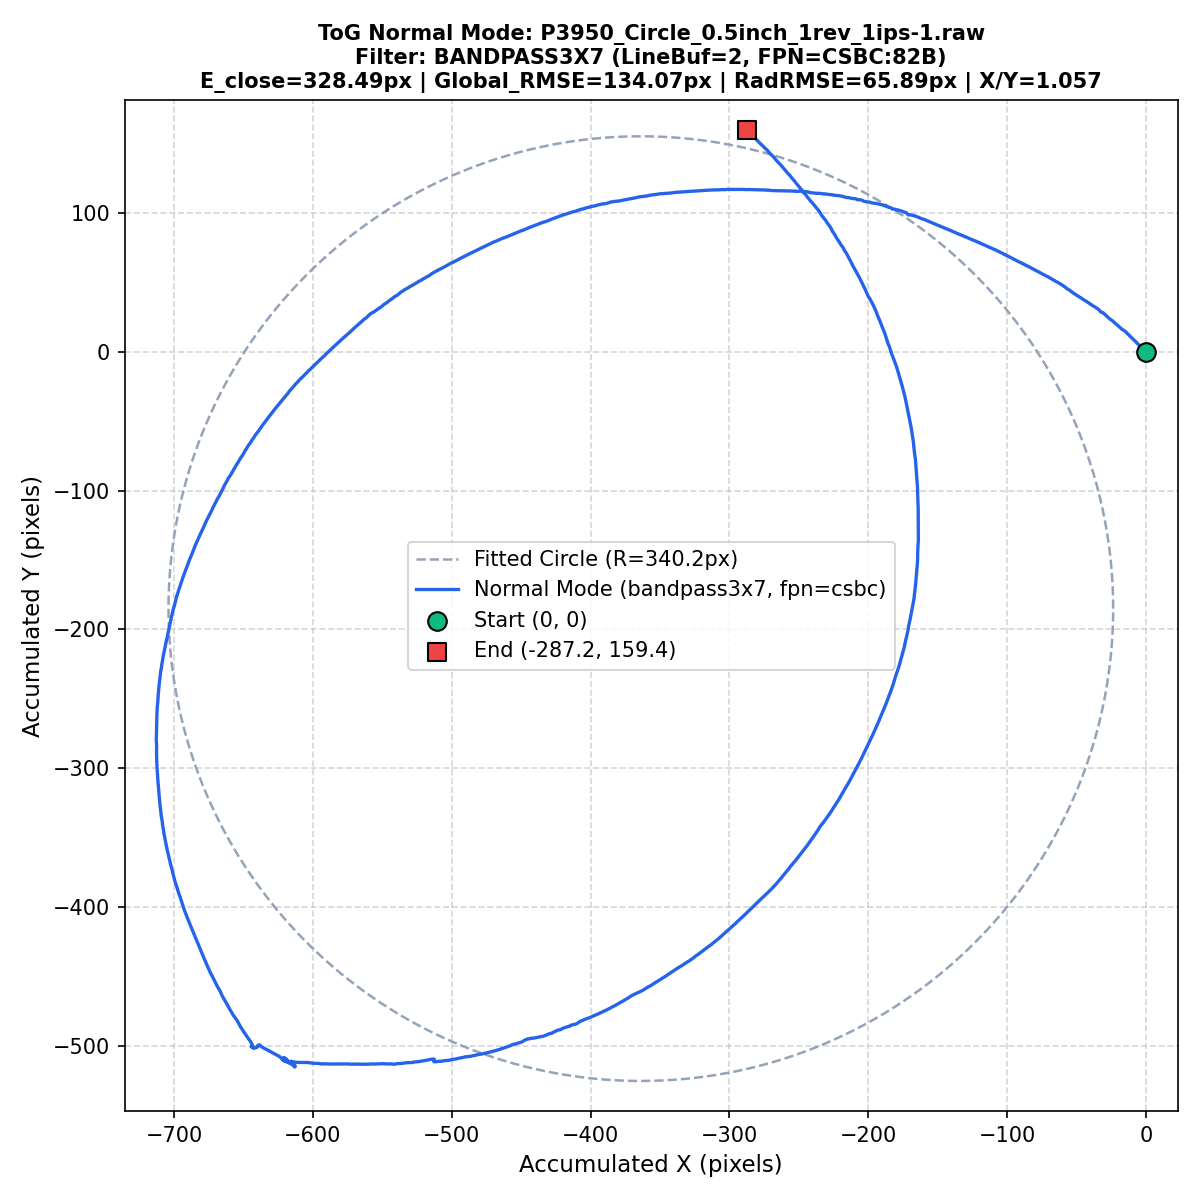 ToG Normal Mode: P3950_Circle_0.5inch_1rev_1ips-1.raw
Filter: BANDPASS3X7 (LineBuf=2, FPN=CSBC:82B)
E_close=328.49px | Global_RMSE=134.07px | RadRMSE=65.89px | X/Y=1.057
Accumulated Y (pixels)
100
0
−100
−200
−300
−400
−500
Fitted Circle (R=340.2px)
Normal Mode (bandpass3x7, fpn=csbc)
Start (0, 0)
End (-287.2, 159.4)
−700
−600
−500
−400
−300
−200
−100
0
Accumulated X (pixels)